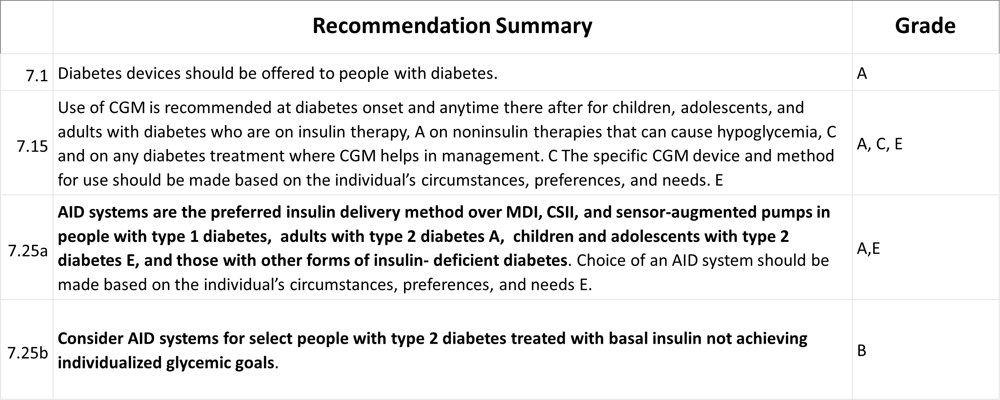 Recommendation Summary
Grade
7.1
Diabetes devices should be offered to people with diabetes.
A
7.15
Use of CGM is recommended at diabetes onset and anytime there after for children, adolescents, and
adults with diabetes who are on insulin therapy, A on noninsulin therapies that can cause hypoglycemia, C
and on any diabetes treatment where CGM helps in management. C The specific CGM device and method
for use should be made based on the individual’s circumstances, preferences, and needs. E
A, C, E
7.25a
AID systems are the preferred insulin delivery method over MDI, CSII, and sensor-augmented pumps in
people with type 1 diabetes,  adults with type 2 diabetes A,  children and adolescents with type 2
diabetes E, and those with other forms of insulin- deficient diabetes. Choice of an AID system should be
made based on the individual’s circumstances, preferences, and needs E.
A,E
7.25b
Consider AID systems for select people with type 2 diabetes treated with basal insulin not achieving
individualized glycemic goals.
B